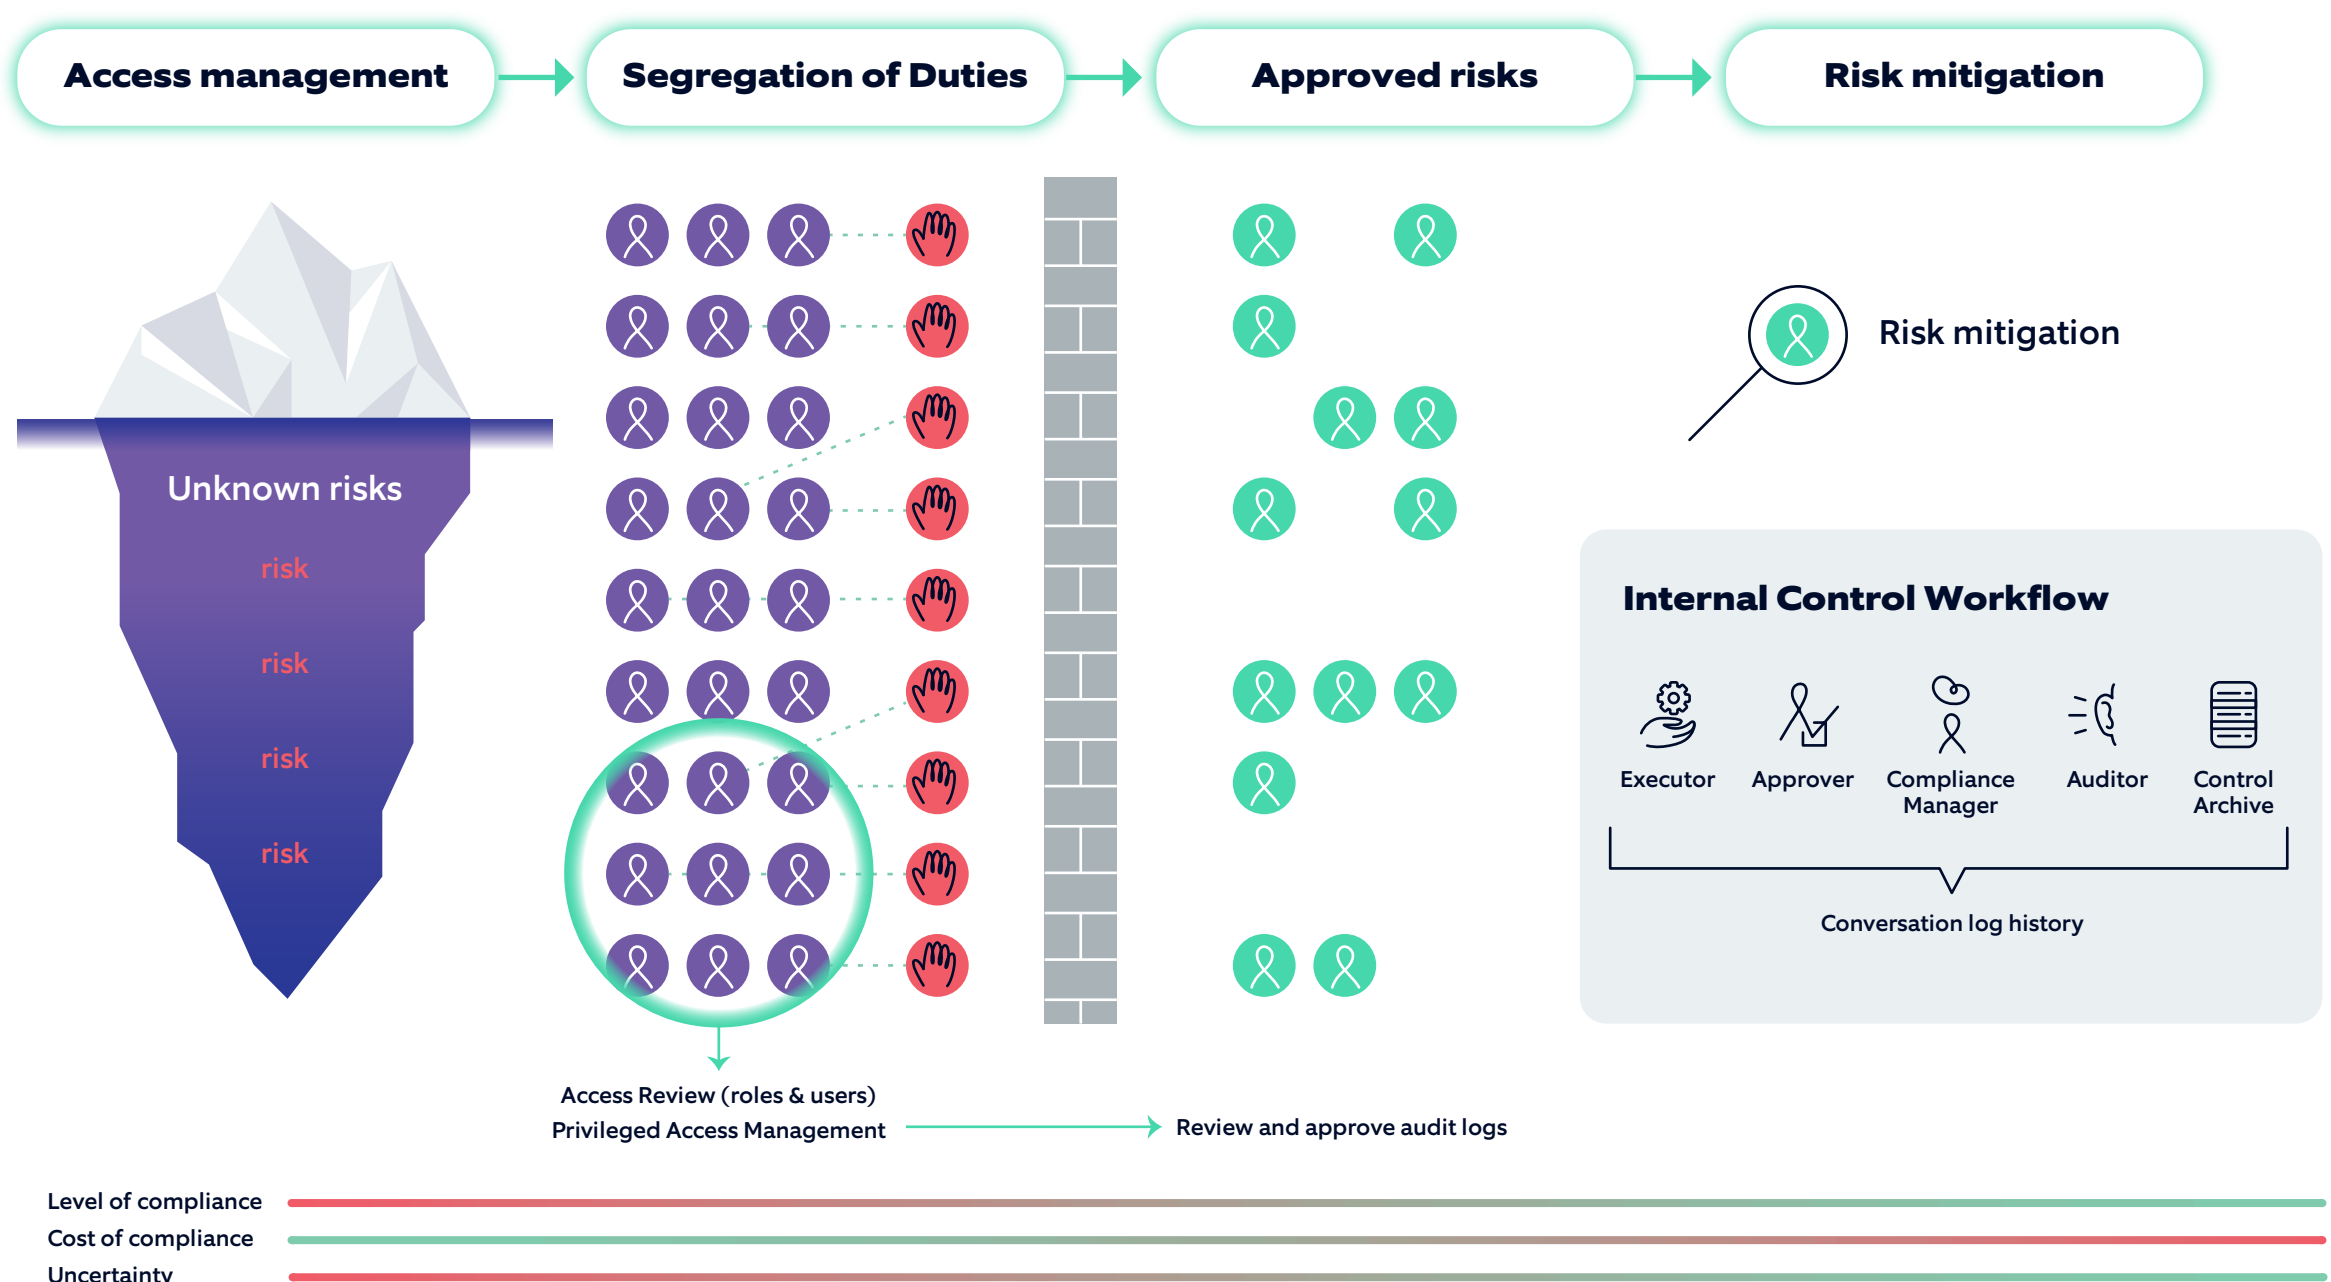 Access management
Segregation of Duties
Approved risks
Risk mitigation
Unknown risks
risk
risk
risk
risk
Risk mitigation
Internal Control Workflow
Executor
Approver
Compliance
Manager
Auditor
Control
Archive
Conversation log history
Access Review (roles & users)
Privileged Access Management
Review and approve audit logs
Level of compliance
Cost of compliance
Uncertainty